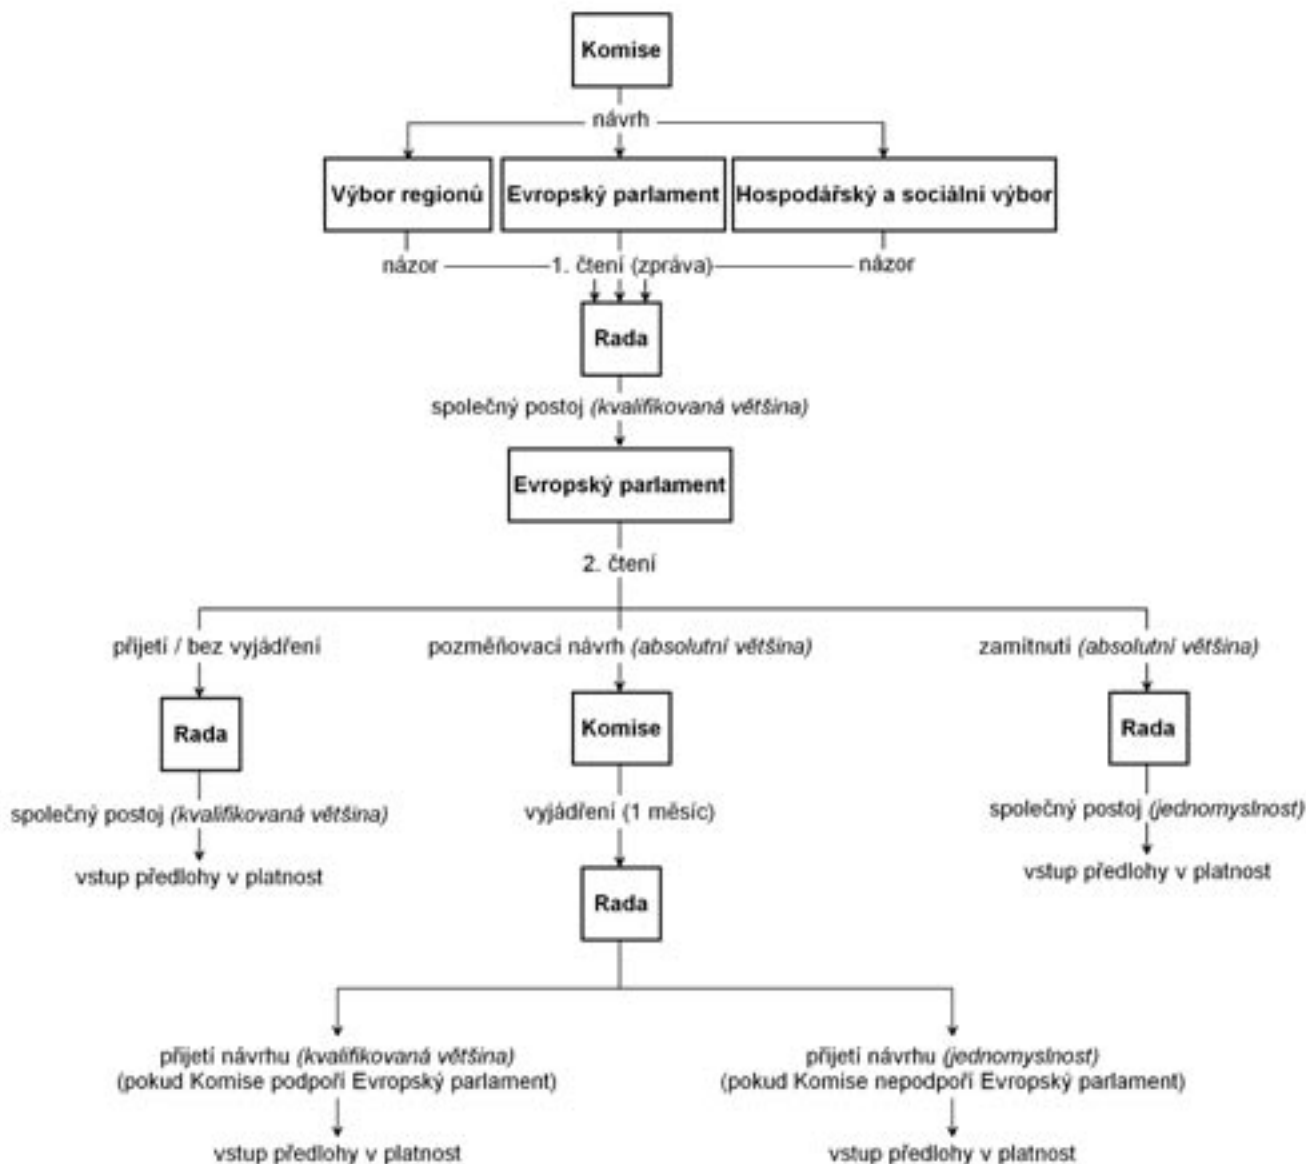 Komise
návrh
Výbor regionů
Evropský parlament
Hospodářský a sociální výbor
názor
1. čtení (zpráva)
názor
Rada
společný postoj (kvalifikovaná většina)
Evropský parlament
2. čtení
přijetí / bez vyjádření
pozměňovací návrh (absolutní většina)
zamítnutí (absolutní většina)
Rada
Komise
Rada
společný postoj (kvalifikovaná většina)
vyjádření (1 měsíc)
společný postoj (jednomyslnost)
vstup předlohy v platnost
vstup předlohy v platnost
Rada
přijetí návrhu (kvalifikovaná většina)
(pokud Komise podpoří Evropský parlament)
přijetí návrhu (jednomyslnost)
(pokud Komise nepodpoří Evropský parlament)
vstup předlohy v platnost
vstup předlohy v platnost